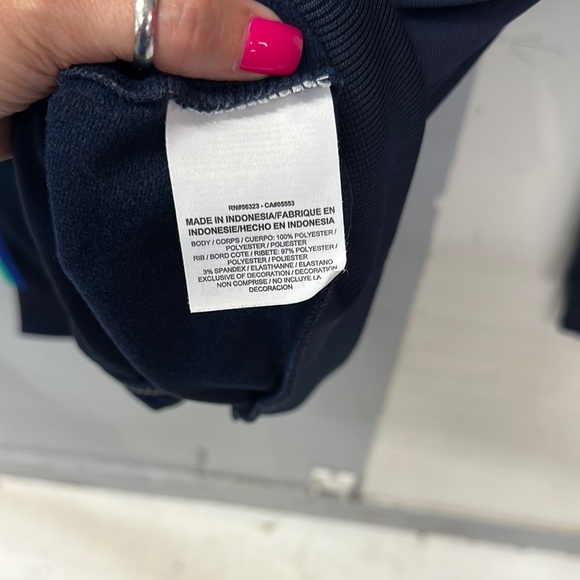 RN#56323 - CA#05553
MADE IN INDONESIA/FABRIQUE EN
INDONESIE/HECHO EN INDONESIA
BODY / CORPS / CUERPO: 100% POLYESTER /
POLYESTER / POLIESTER
RIB / BORD COTE / RIBETE: 97% POLYESTER /
POLYESTER / POLIESTER
3% SPANDEX / ELASTHANNE / ELASTANO
EXCLUSIVE OF DECORATION / DECORATION
NON COMPRISE / NO INCLUYE LA
DECORACION